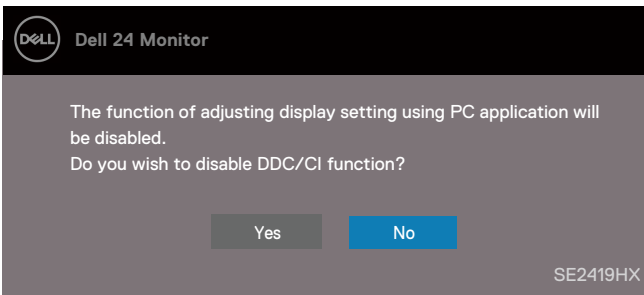 DELL
Dell 24 Monitor
The function of adjusting display setting using PC application will
be disabled.
Do you wish to disable DDC/CI function?
Yes
No
SE2419HX